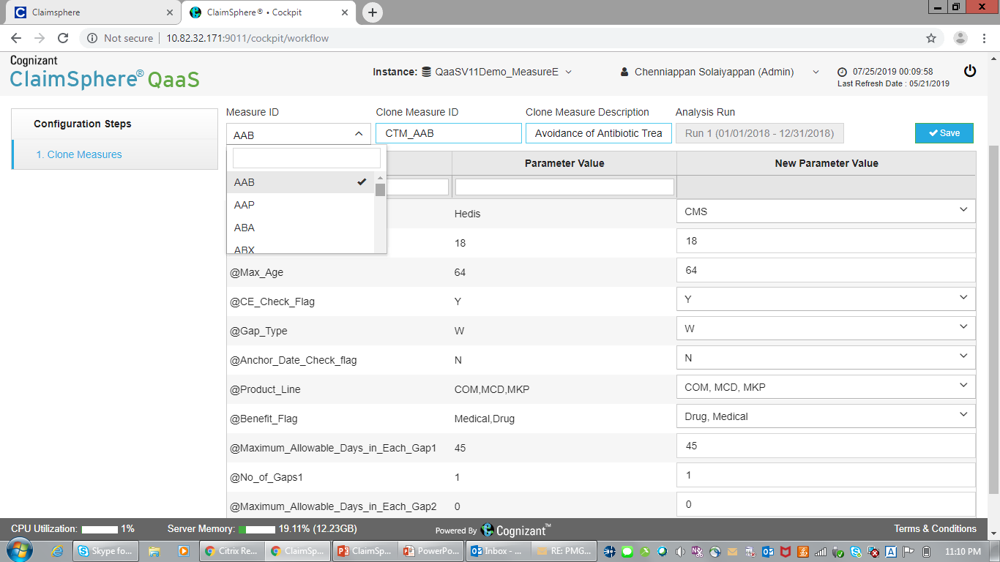 Claimsphere
ClaimSphere® • Cockpit
Not secure
10.82.32.171:9011/cockpit/workflow
Cognizant
ClaimSphere® QaaS
Instance: QaaSV11Demo_MeasureE
Chenniappan Solaiyappan (Admin)
07/25/2019 00:09:58
Last Refresh Date : 05/21/2019
Configuration Steps
1. Clone Measures
Measure ID
Clone Measure ID
Clone Measure Description
Analysis Run
AAB
CTM_AAB
Avoidance of Antibiotic Trea
Run 1 (01/01/2018 - 12/31/2018)
Save
Parameter Value
New Parameter Value
AAB
AAP
ABA
ABX
Hedis
CMS
18
18
@Max_Age
64
64
@CE_Check_Flag
Y
Y
@Gap_Type
W
W
@Anchor_Date_Check_flag
N
N
@Product_Line
COM,MCD,MKP
COM, MCD, MKP
@Benefit_Flag
Medical,Drug
Drug, Medical
@Maximum_Allowable_Days_in_Each_Gap1
45
45
@No_of_Gaps1
1
1
@Maximum_Allowable_Days_in_Each_Gap2
0
0
CPU Utilization: 1%
Server Memory: 19.11% (12.23GB)
Powered By Cognizant™
Terms & Conditions
Skype fo...
Citrix Re...
ClaimSp...
ClaimSp...
PowerPo...
Inbox - ...
RE: PMG...
11:10 PM